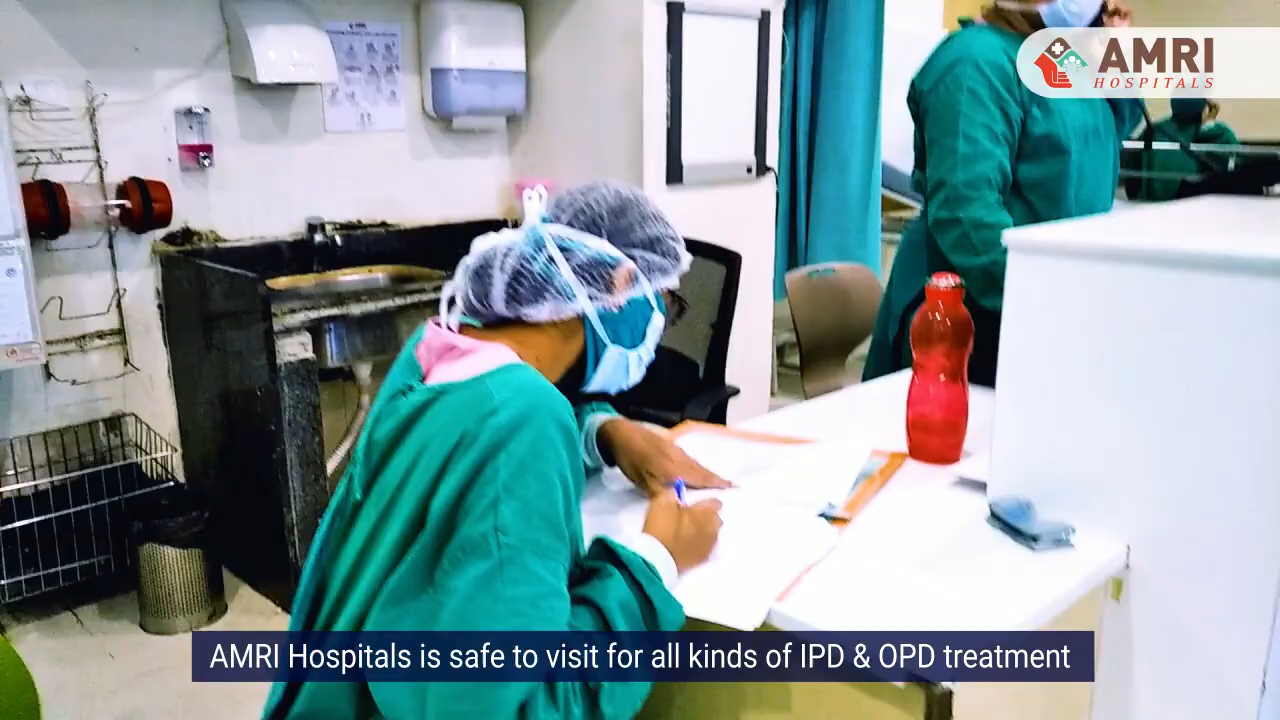 AMRI
HOSPITALS
AMRI Hospitals is safe to visit for all kinds of IPD & OPD treatment